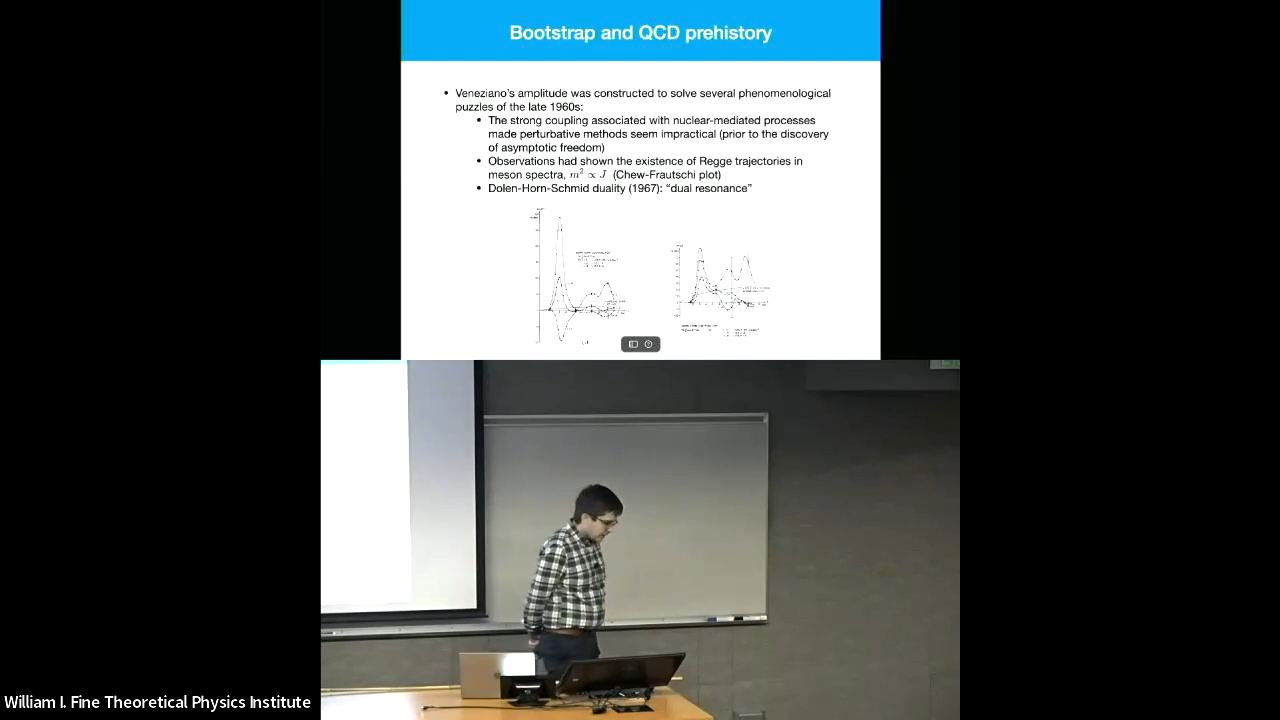 Bootstrap and QCD prehistory
• Veneziano's amplitude was constructed to solve several phenomenological
puzzles of the late 1960s:
• The strong coupling associated with nuclear-mediated processes
made perturbative methods seem impractical (prior to the discovery
of asymptotic freedom)
• Observations had shown the existence of Regge trajectories in
meson spectra, m² ∝ J (Chew-Frautschi plot)
• Dolen-Horn-Schmid duality (1967): "dual resonance"
William I. Fine Theoretical Physics Institute